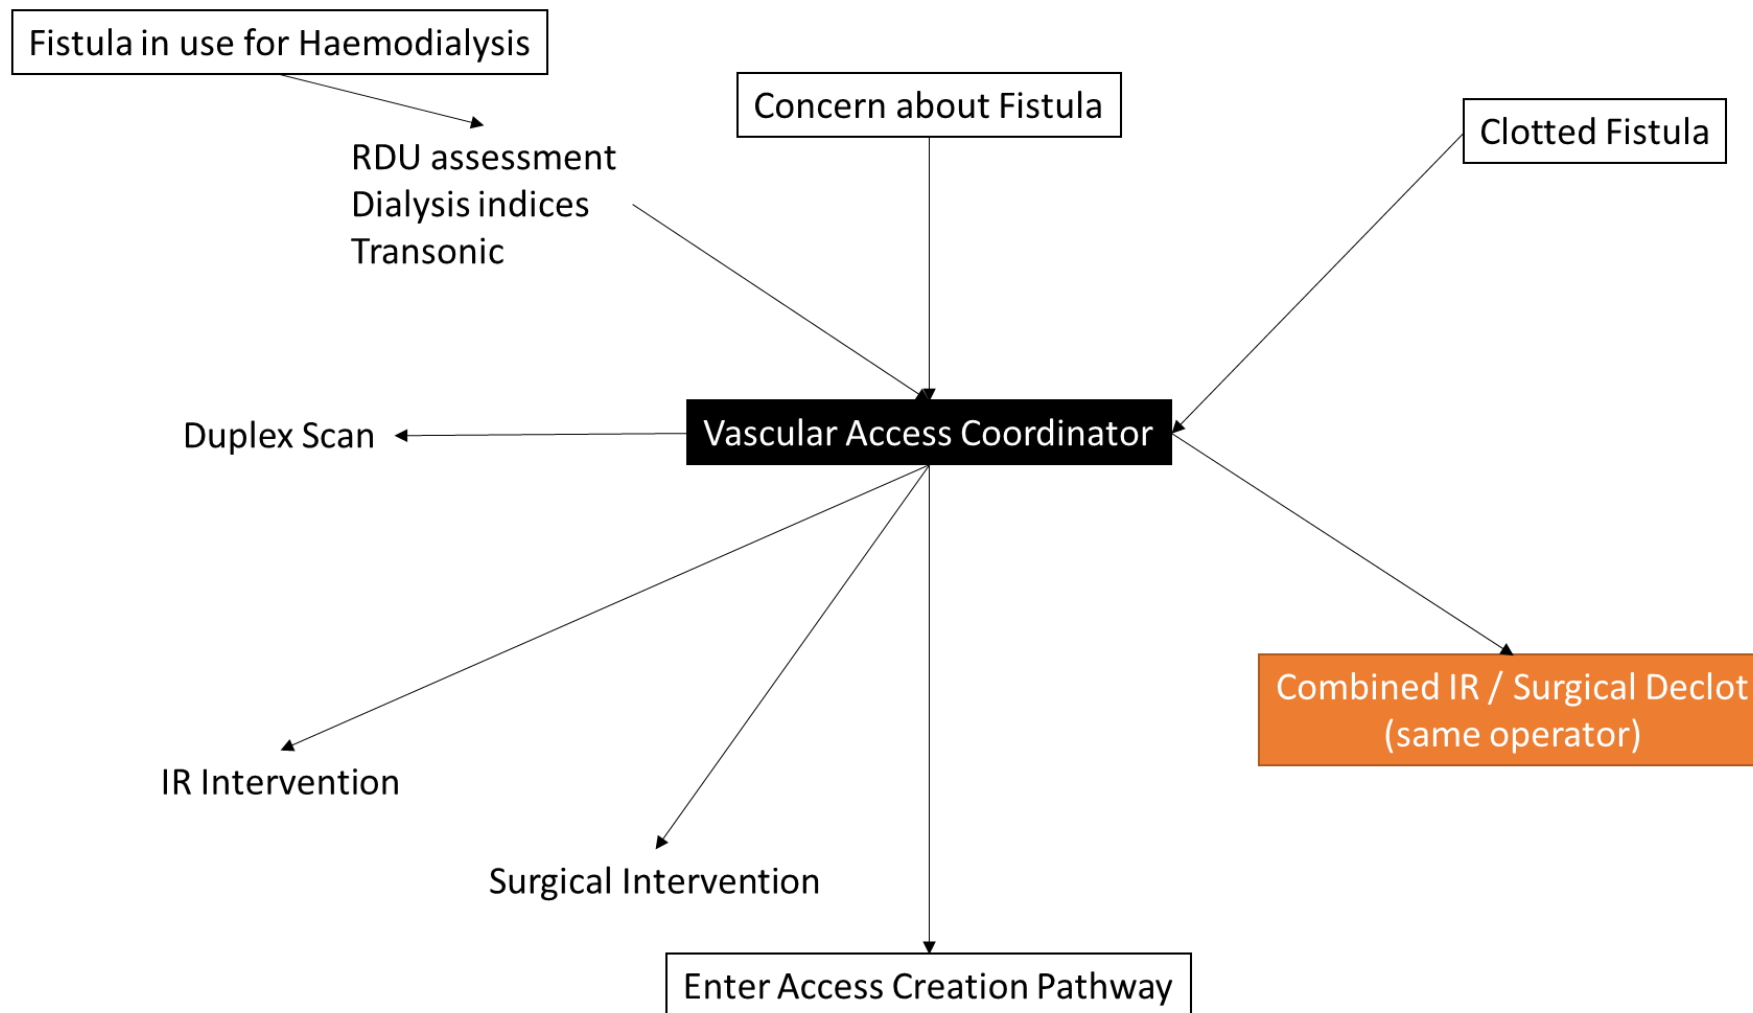 Fistula in use for Haemodialysis
Concern about Fistula
Clotted Fistula
RDU assessment
Dialysis indices
Transonic
Vascular Access Coordinator
Duplex Scan
Combined IR / Surgical Declot
(same operator)
IR Intervention
Surgical Intervention
Enter Access Creation Pathway